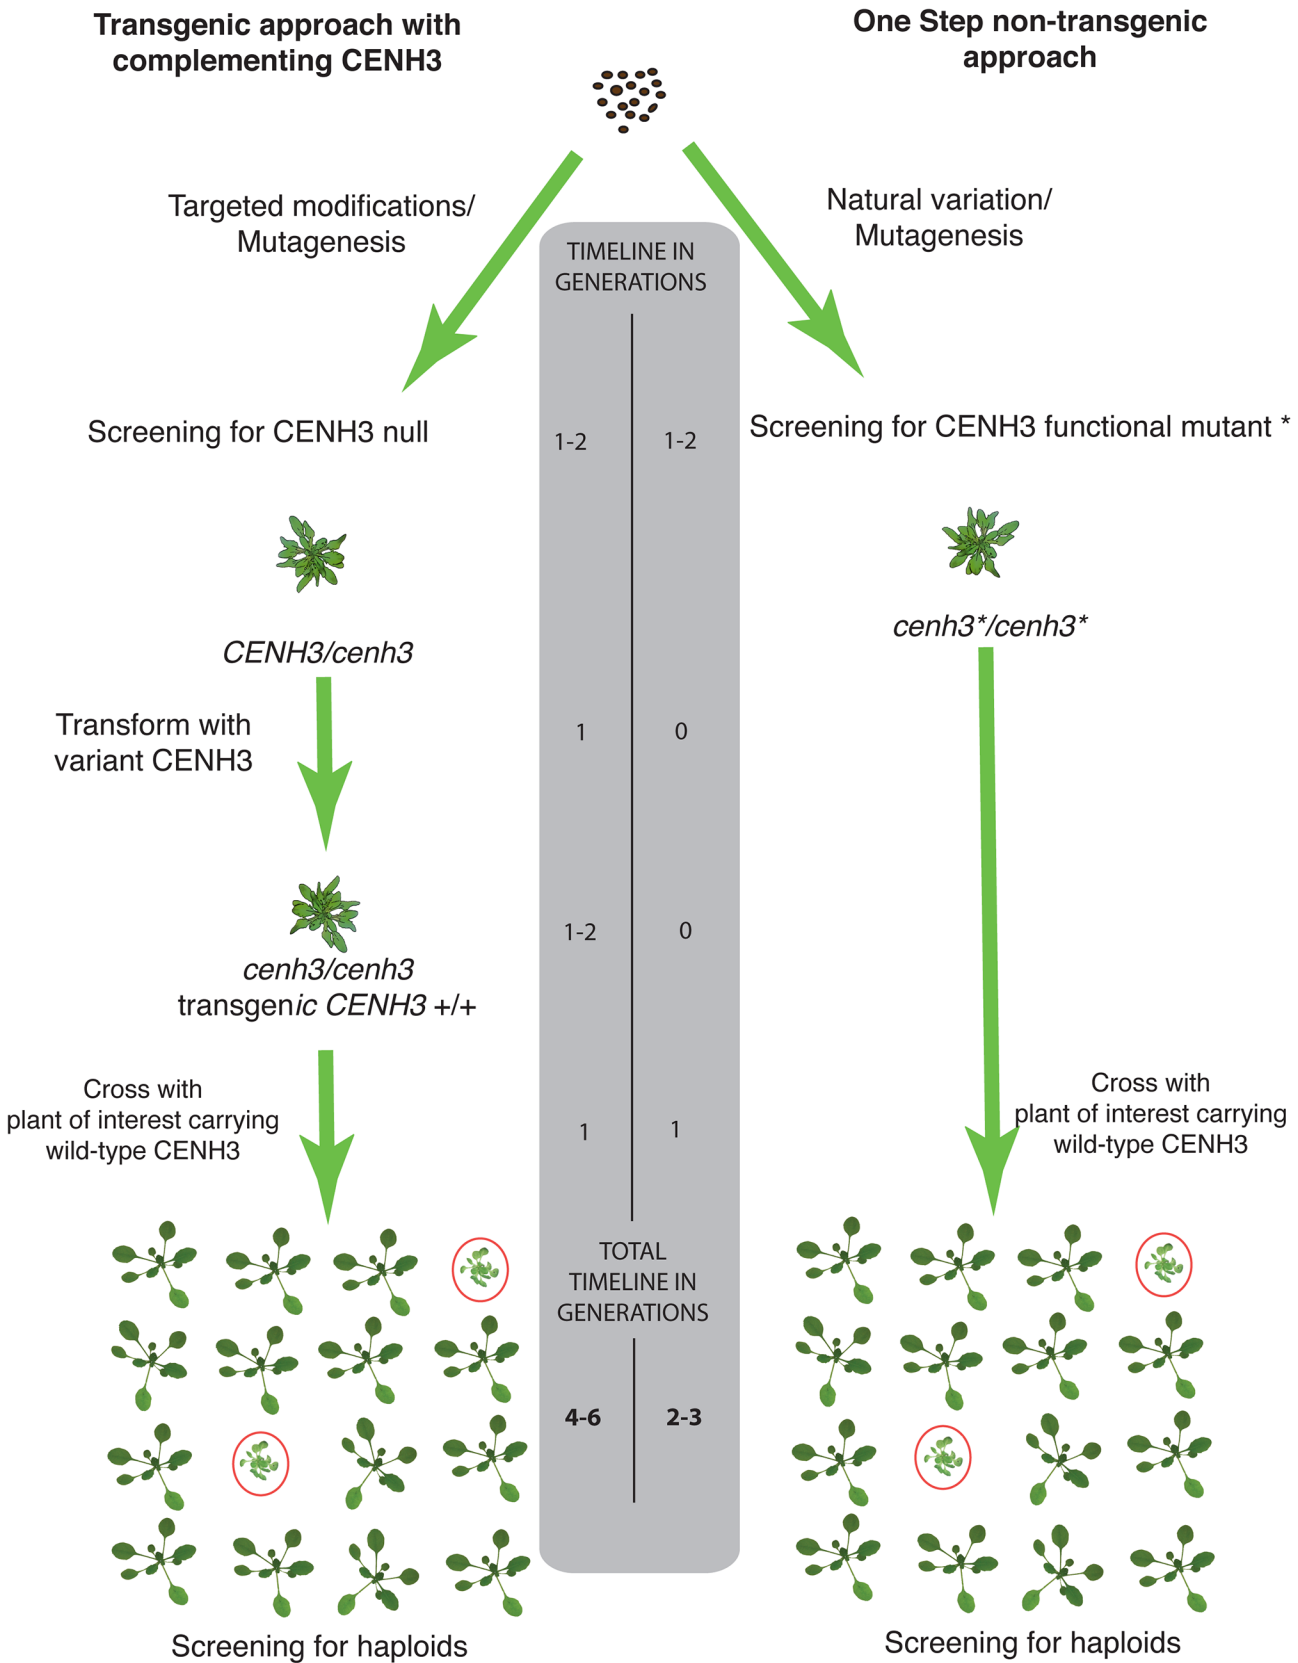 Transgenic approach with
complementing CENH3
One Step non-transgenic
approach
Targeted modifications/
Mutagenesis
Natural variation/
Mutagenesis
TIMELINE IN
GENERATIONS
Screening for CENH3 null
1-2
1-2
Screening for CENH3 functional mutant *
CENH3/cenh3
cenh3*/cenh3*
Transform with
variant CENH3
1
0
1-2
0
cenh3/cenh3
transgenic CENH3 +/+
Cross with
plant of interest carrying
wild-type CENH3
1
1
Cross with
plant of interest carrying
wild-type CENH3
TOTAL
TIMELINE IN
GENERATIONS
4-6
2-3
Screening for haploids
Screening for haploids